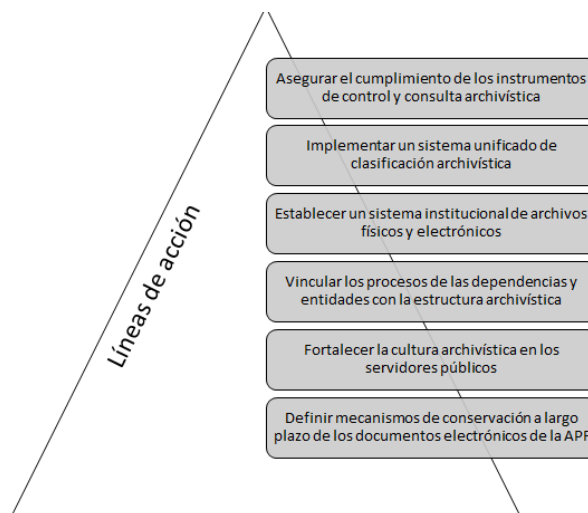 Líneas de acción
Asegurar el cumplimiento de los instrumentos
de control y consulta archivística
Implementar un sistema unificado de
clasificación archivística
Establecer un sistema institucional de archivos
físicos y electrónicos
Vincular los procesos de las dependencias y
entidades con la estructura archivística
Fortalecer la cultura archivística en los
servidores públicos
Definir mecanismos de conservación a largo
plazo de los documentos electrónicos de la APF